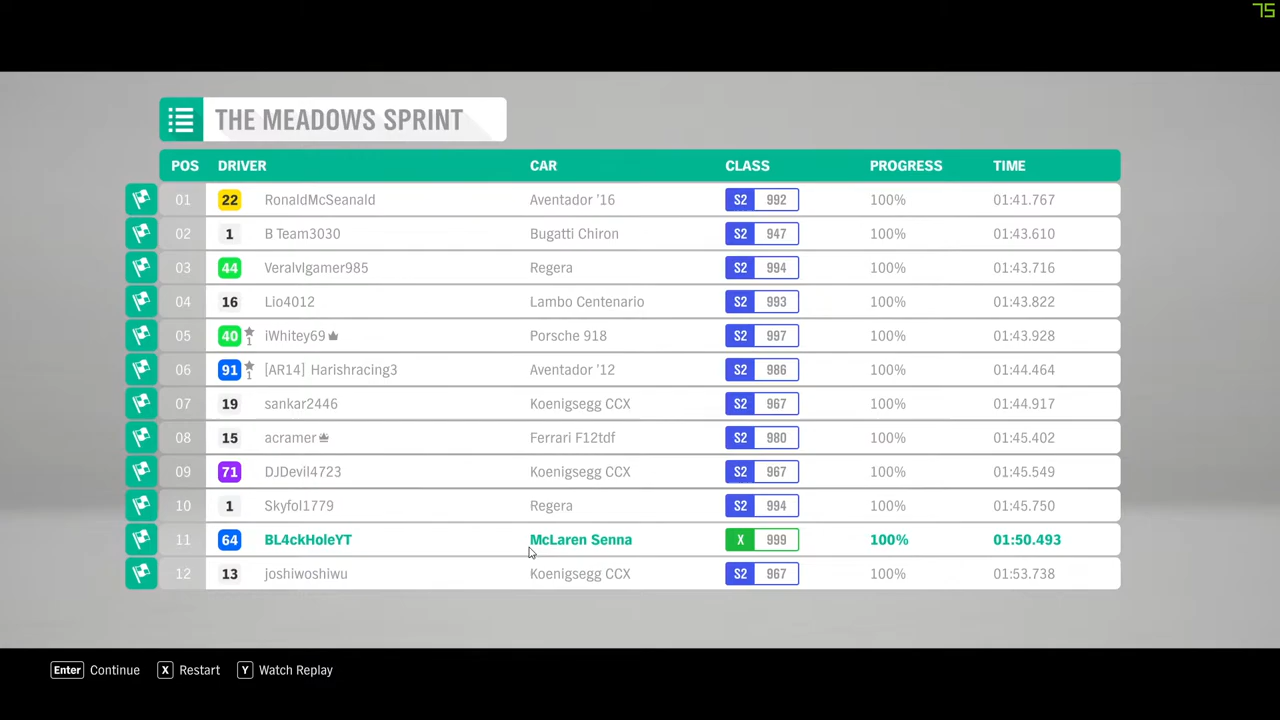 75
THE MEADOWS SPRINT
POS DRIVER CAR CLASS PROGRESS TIME
01 22 RonaldMcSeanald Aventador '16 S2 992 100% 01:41.767
02 1 B Team3030 Bugatti Chiron S2 947 100% 01:43.610
03 44 Veralvlgamer985 Regera S2 994 100% 01:43.716
04 16 Lio4012 Lambo Centenario S2 993 100% 01:43.822
05 40 1 iWhitey69 Porsche 918 S2 997 100% 01:43.928
06 91 1 [AR14] Harishracing3 Aventador '12 S2 986 100% 01:44.464
07 19 sankar2446 Koenigsegg CCX S2 967 100% 01:44.917
08 15 acramer Ferrari F12tdf S2 980 100% 01:45.402
09 71 DJDevil4723 Koenigsegg CCX S2 967 100% 01:45.549
10 1 Skyfol1779 Regera S2 994 100% 01:45.750
11 64 BL4ckHoleYT McLaren Senna X 999 100% 01:50.493
12 13 joshiwoshiwu Koenigsegg CCX S2 967 100% 01:53.738
Enter Continue X Restart Y Watch Replay